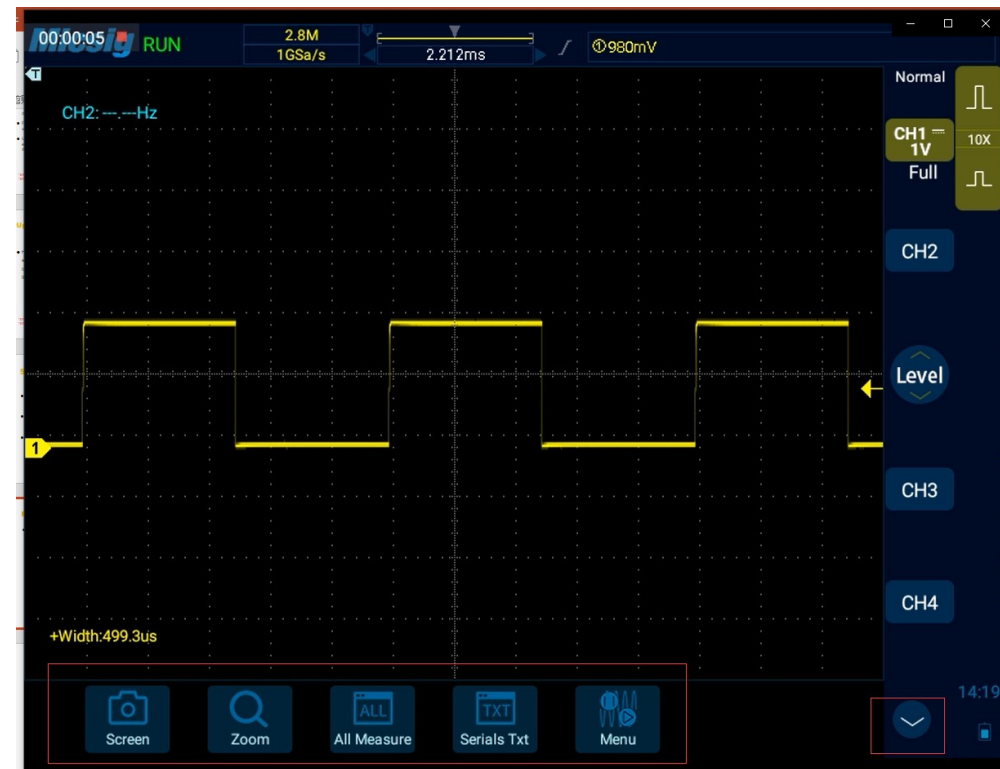 00:00:05
Micsig
RUN
2.8M
1GSa/s
T
2.212ms
①980mV
T
CH2: ---.---Hz
Normal
CH1
1V
Full
10X
CH2
Level
1
CH3
CH4
+Width:499.3us
Screen
Zoom
ALL
All Measure
TXT
Serials Txt
Menu
14:19